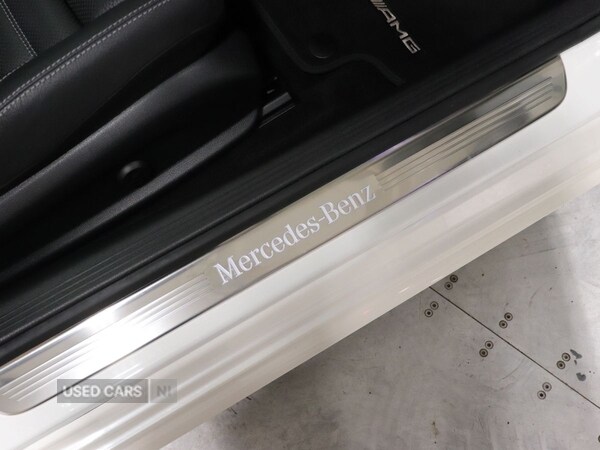 AMG
Mercedes-Benz
USED CARS NI